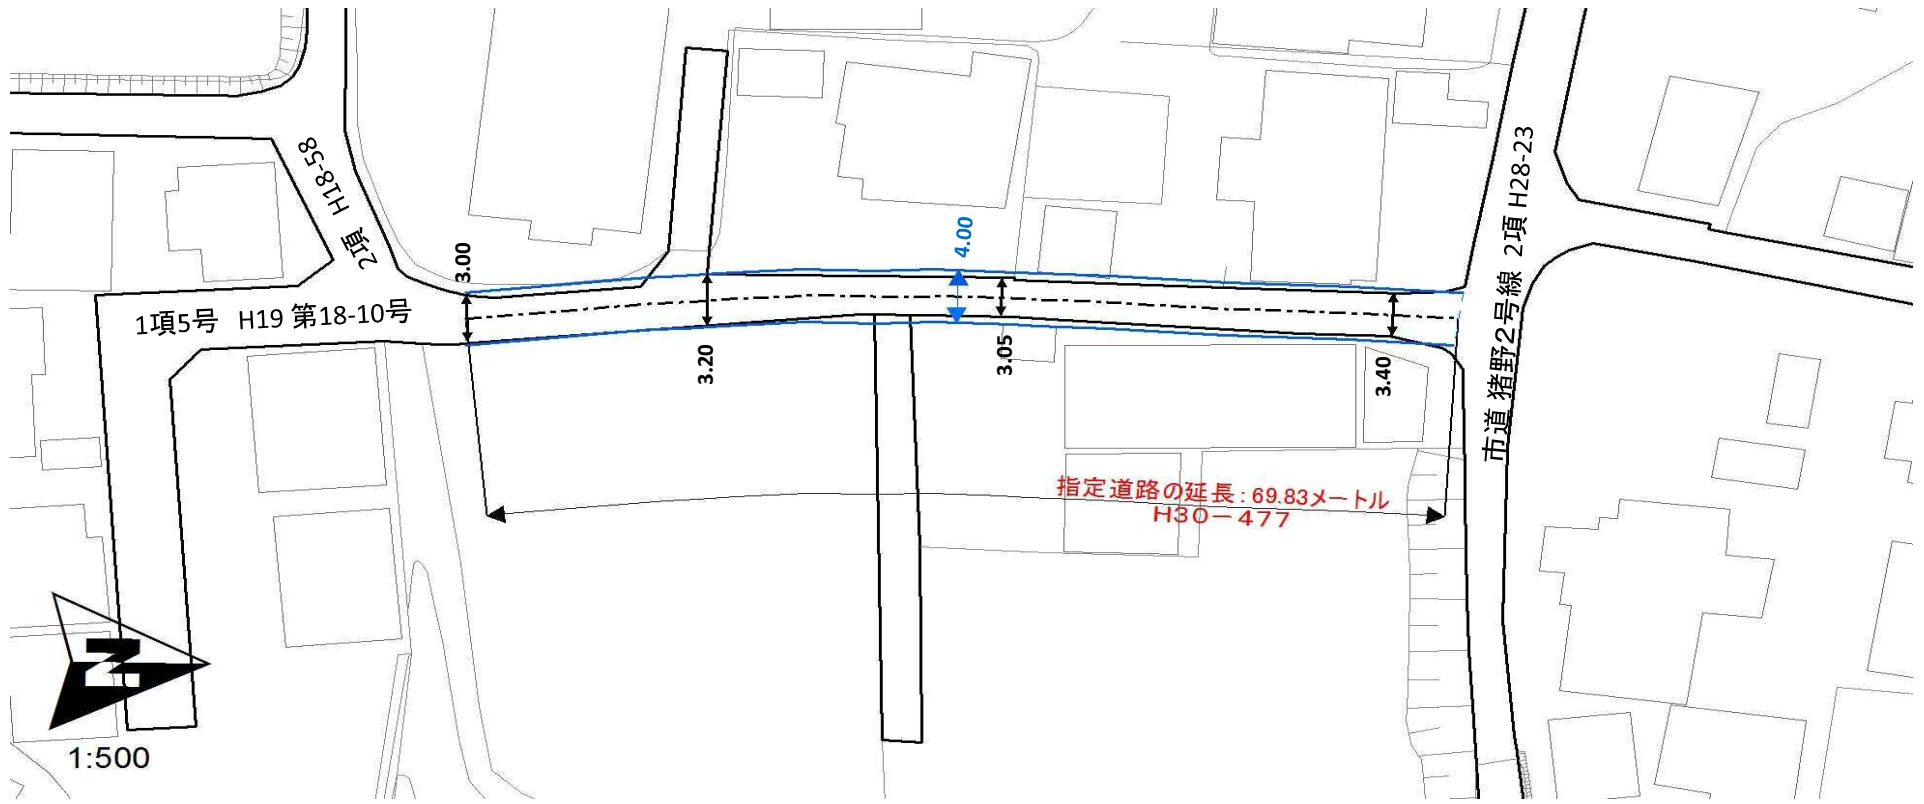 2項 H18-58
1項5号 H19 第18-10号
3.00
3.20
4.00
3.05
3.40
市道 猪野2号線 2項 H28-23
指定道路の延長：69.83メートル
H30－477
N
1:500